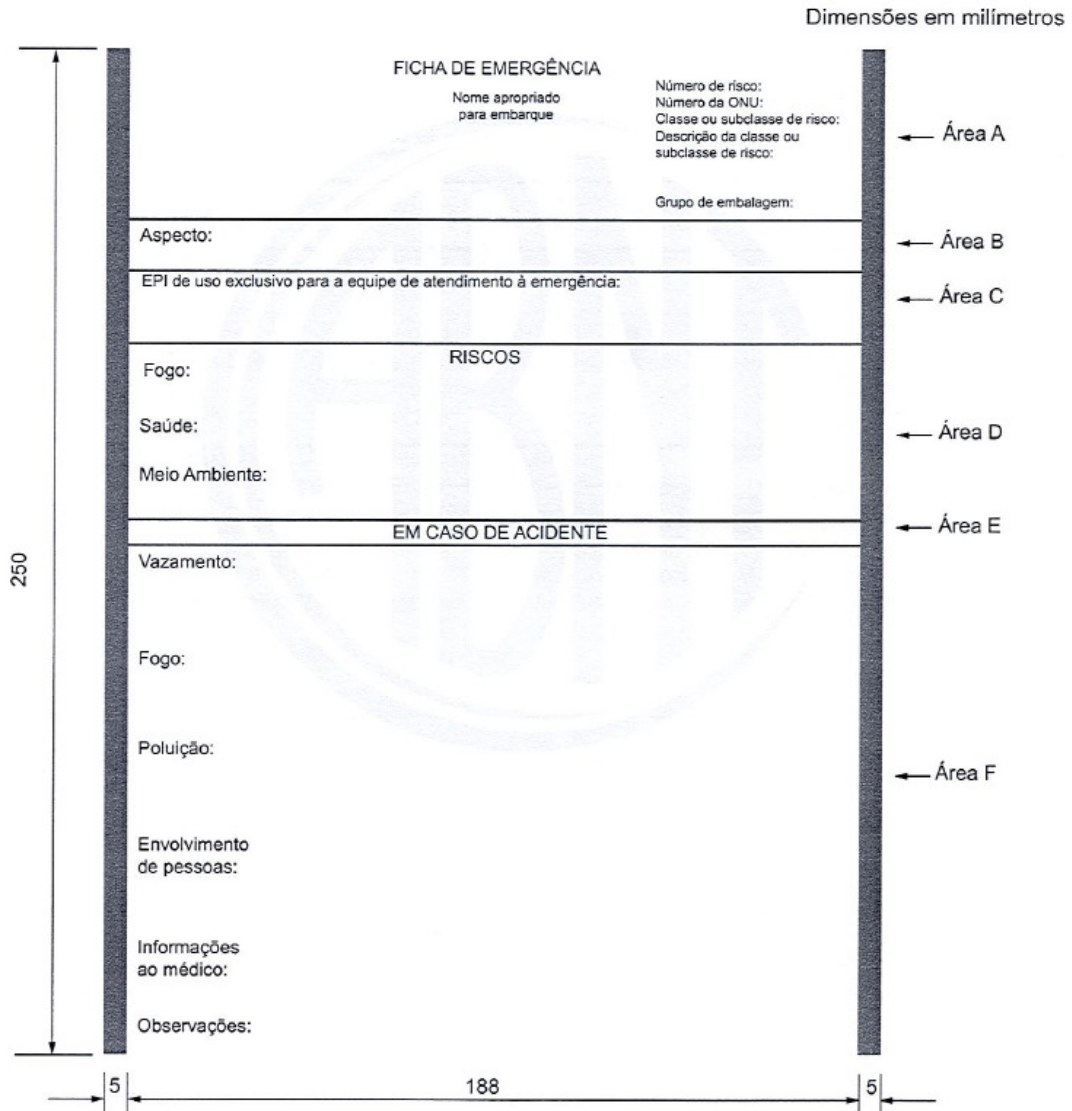 Dimensões em milímetros
FICHA DE EMERGÊNCIA
Nome apropriado
para embarque
Número de risco:
Número da ONU:
Classe ou subclasse de risco:
Descrição da classe ou
subclasse de risco:
Grupo de embalagem:
Área A
Aspecto:
Área B
EPI de uso exclusivo para a equipe de atendimento à emergência:
Área C
RISCOS
Fogo:
Saúde:
Área D
Meio Ambiente:
EM CASO DE ACIDENTE
Área E
Vazamento:
250
Fogo:
Poluição:
Área F
Envolvimento
de pessoas:
Informações
ao médico:
Observações:
5 188 5
ABNT